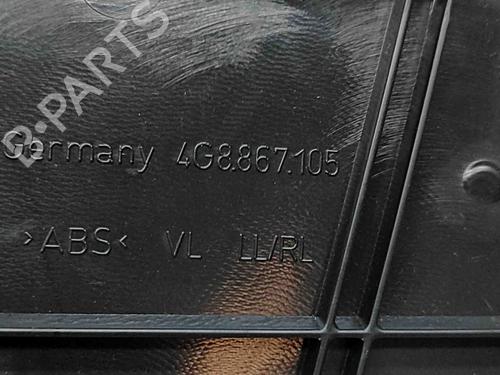 B-PARTS
Germany 4G8.867.105
>ABS< VL LL/RL